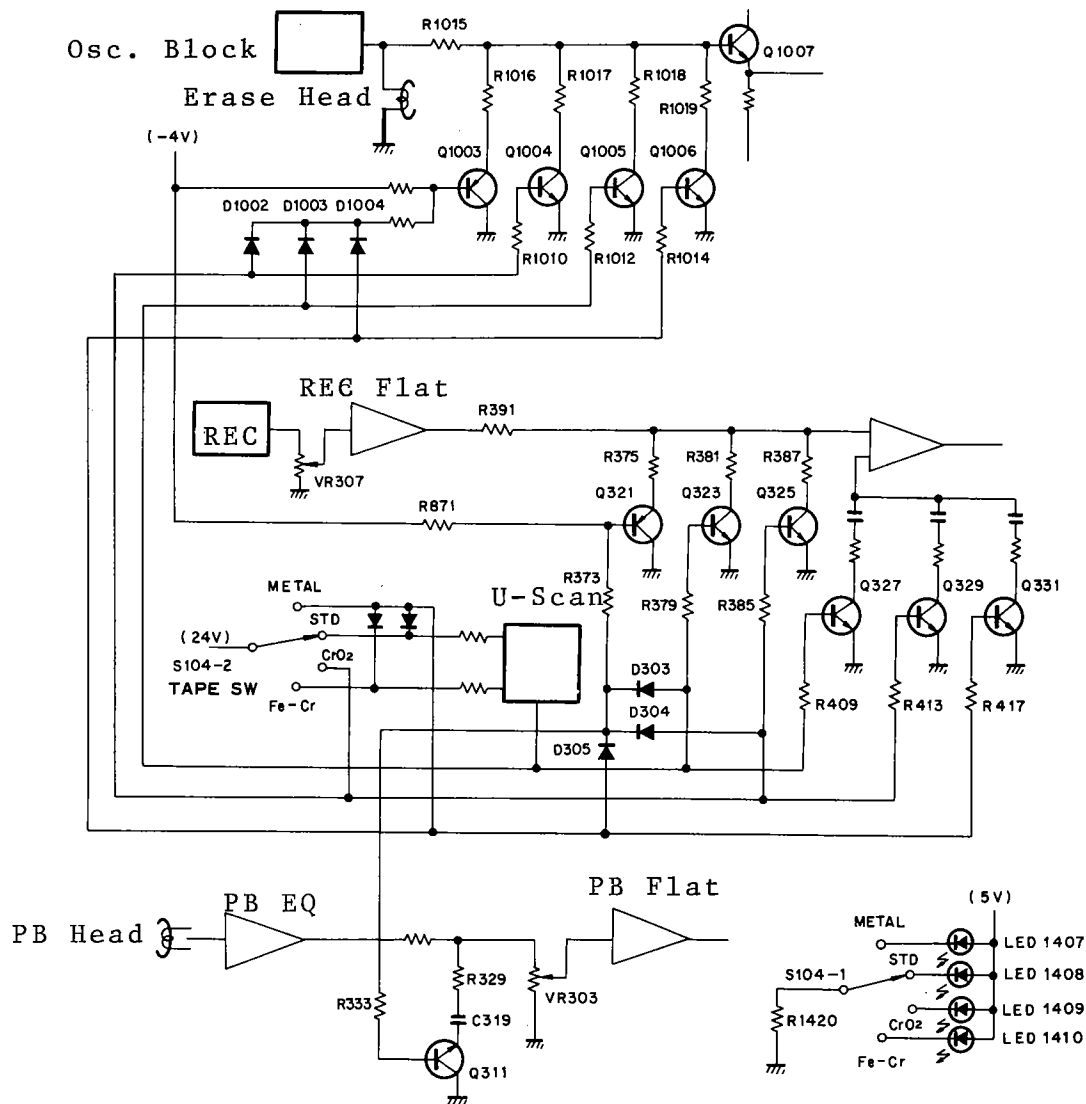 R1015
Osc. Block
Q1007
R1016
R1017
R1018
R1019
Erase Head
(-4V)
Q1003
Q1004
Q1005
Q1006
D1002
D1003
D1004
R1010
R1012
R1014
REC Flat
REC
R391
VR307
R375
R381
R387
Q321
Q323
Q325
R871
R373
R379
R385
Q327
Q329
Q331
METAL
U-Scan
(24V)
STD
S104-2
CrO2
TAPE SW
Fe-Cr
D303
D304
D305
R409
R413
R417
PB Head
PB EQ
PB Flat
R329
VR303
R333
C319
Q311
(5V)
METAL
LED 1407
STD
S104-1
LED 1408
LED 1409
R1420
CrO2
LED 1410
Fe-Cr